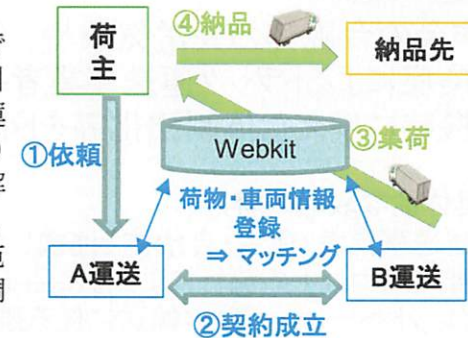 荷
主
④納品
納品先
①依頼
Webkit
③集荷
荷物・車両情報
登録
⇒ マッチング
A運送
B運送
②契約成立